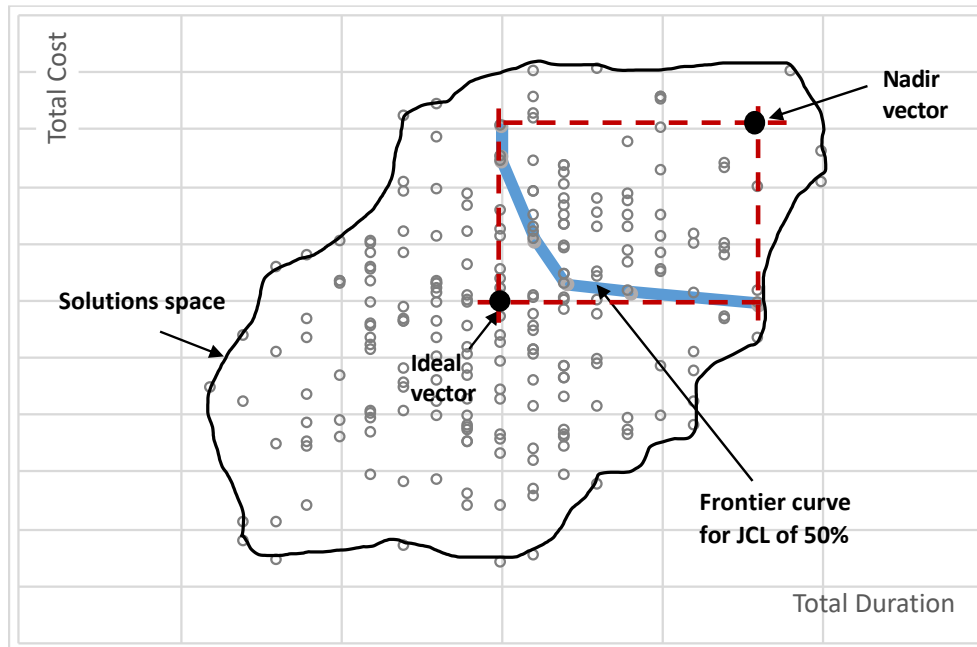 Total Cost
Nadir
vector
Solutions space
Ideal
vector
Frontier curve
for JCL of 50%
Total Duration